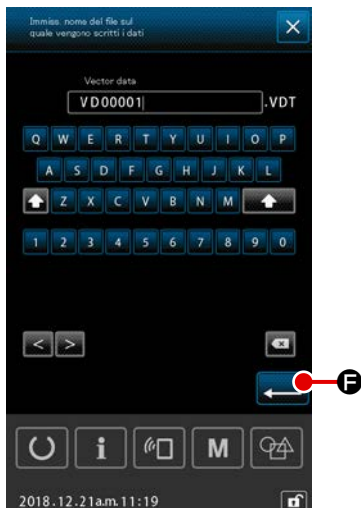 Immiss. nome del file sul
quale vengono scritti i dati
Vector data
VD00001 .VDT
Q W E R T Y U I O P
A S D F G H J K L
Z X C V B N M
1 2 3 4 5 6 7 8 9 0
< >
F
i M
2018.12.21a.m.11:19